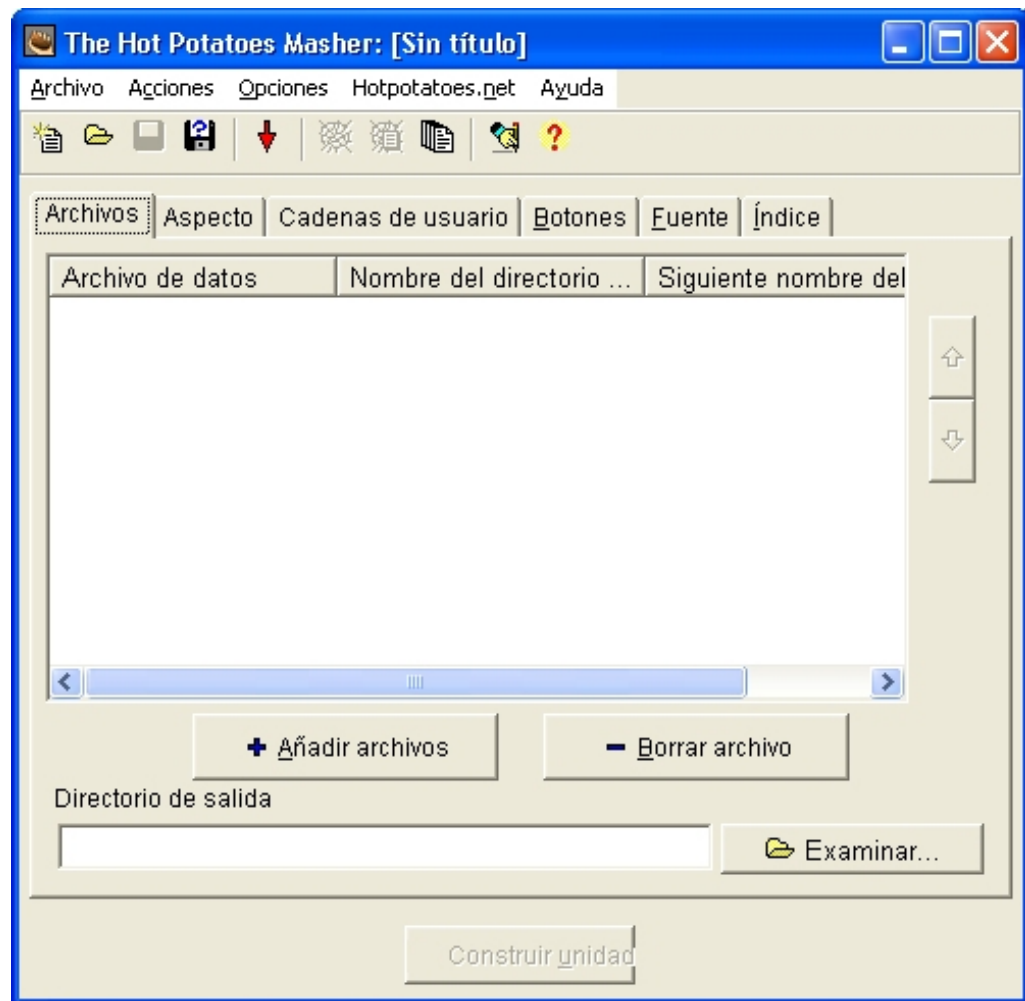 The Hot Potatoes Masher: [Sin título]
Archivo Acciones Opciones Hotpotatoes.net Ayuda
Archivos Aspecto Cadenas de usuario Botones Fuente Índice
Archivo de datos Nombre del directorio ... Siguiente nombre del
+ Añadir archivos - Borrar archivo
Directorio de salida
Examinar...
Construir unidad